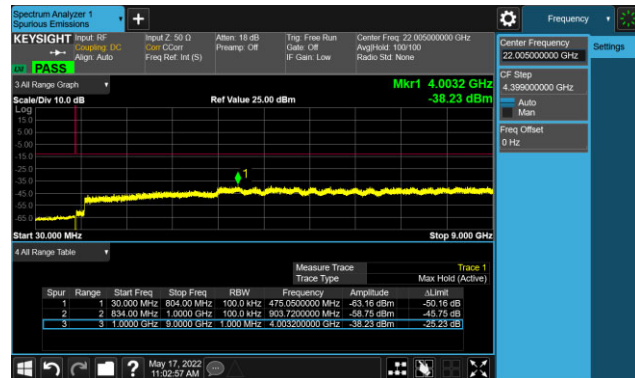 Spectrum Analyzer 1
Spurious Emissions
Frequency
KEYSIGHT Input: RF Input Z: 50 Ω Atten: 18 dB Trig: Free Run Center Freq: 22.005000000 GHz
Coupling: DC Corr CCorr Preamp: Off Gate: Off Avg|Hold: 100/100
Align: Auto Freq Ref: Int (S) IF Gain: Low Radio Std: None
PASS
Center Frequency
22.005000000 GHz
Settings
CF Step
4.399000000 GHz
Auto
Man
Freq Offset
0 Hz
3 All Range Graph
Mkr1 4.0032 GHz
Scale/Div 10.0 dB Ref Value 25.00 dBm -38.23 dBm
Log
15.0
5.00
-5.00
-15.0
-25.0
-35.0
-45.0
-55.0
-65.0
1
Start 30.000 MHz Stop 9.000 GHz
4 All Range Table
Measure Trace Trace 1
Trace Type Max Hold (Active)
Spur Range Start Freq Stop Freq RBW Frequency Amplitude ΔLimit
1 1 30.000 MHz 804.00 MHz 100.0 kHz 475.0500000 MHz -63.16 dBm -50.16 dB
2 2 834.00 MHz 1.0000 GHz 100.0 kHz 903.7200000 MHz -58.75 dBm -45.75 dB
3 3 1.0000 GHz 9.0000 GHz 1.000 MHz 4.003200000 GHz -38.23 dBm -25.23 dB
May 17, 2022
11:02:57 AM